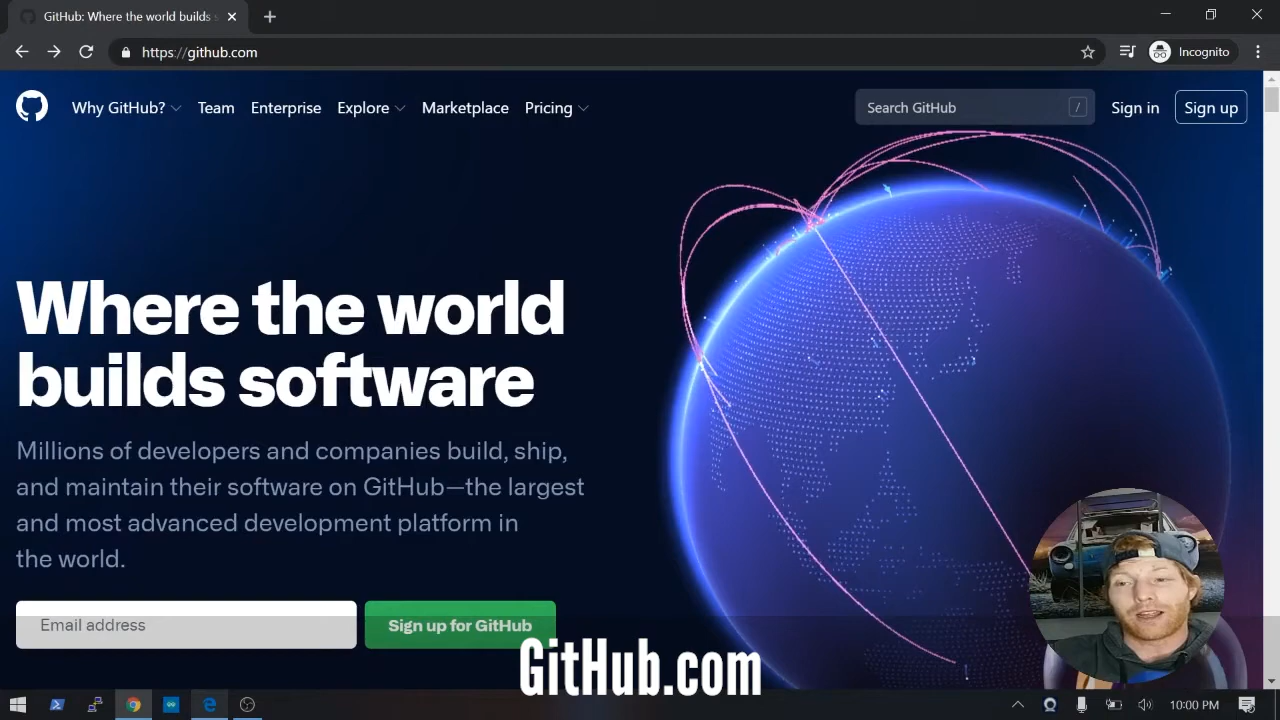 GitHub: Where the world builds s
https://github.com
Incognito
Why GitHub? Team Enterprise Explore Marketplace Pricing
Search GitHub /
Sign in
Sign up
Where the world
builds software
Millions of developers and companies build, ship,
and maintain their software on GitHub—the largest
and most advanced development platform in
the world.
Email address
Sign up for GitHub
GitHub.com
10:00 PM